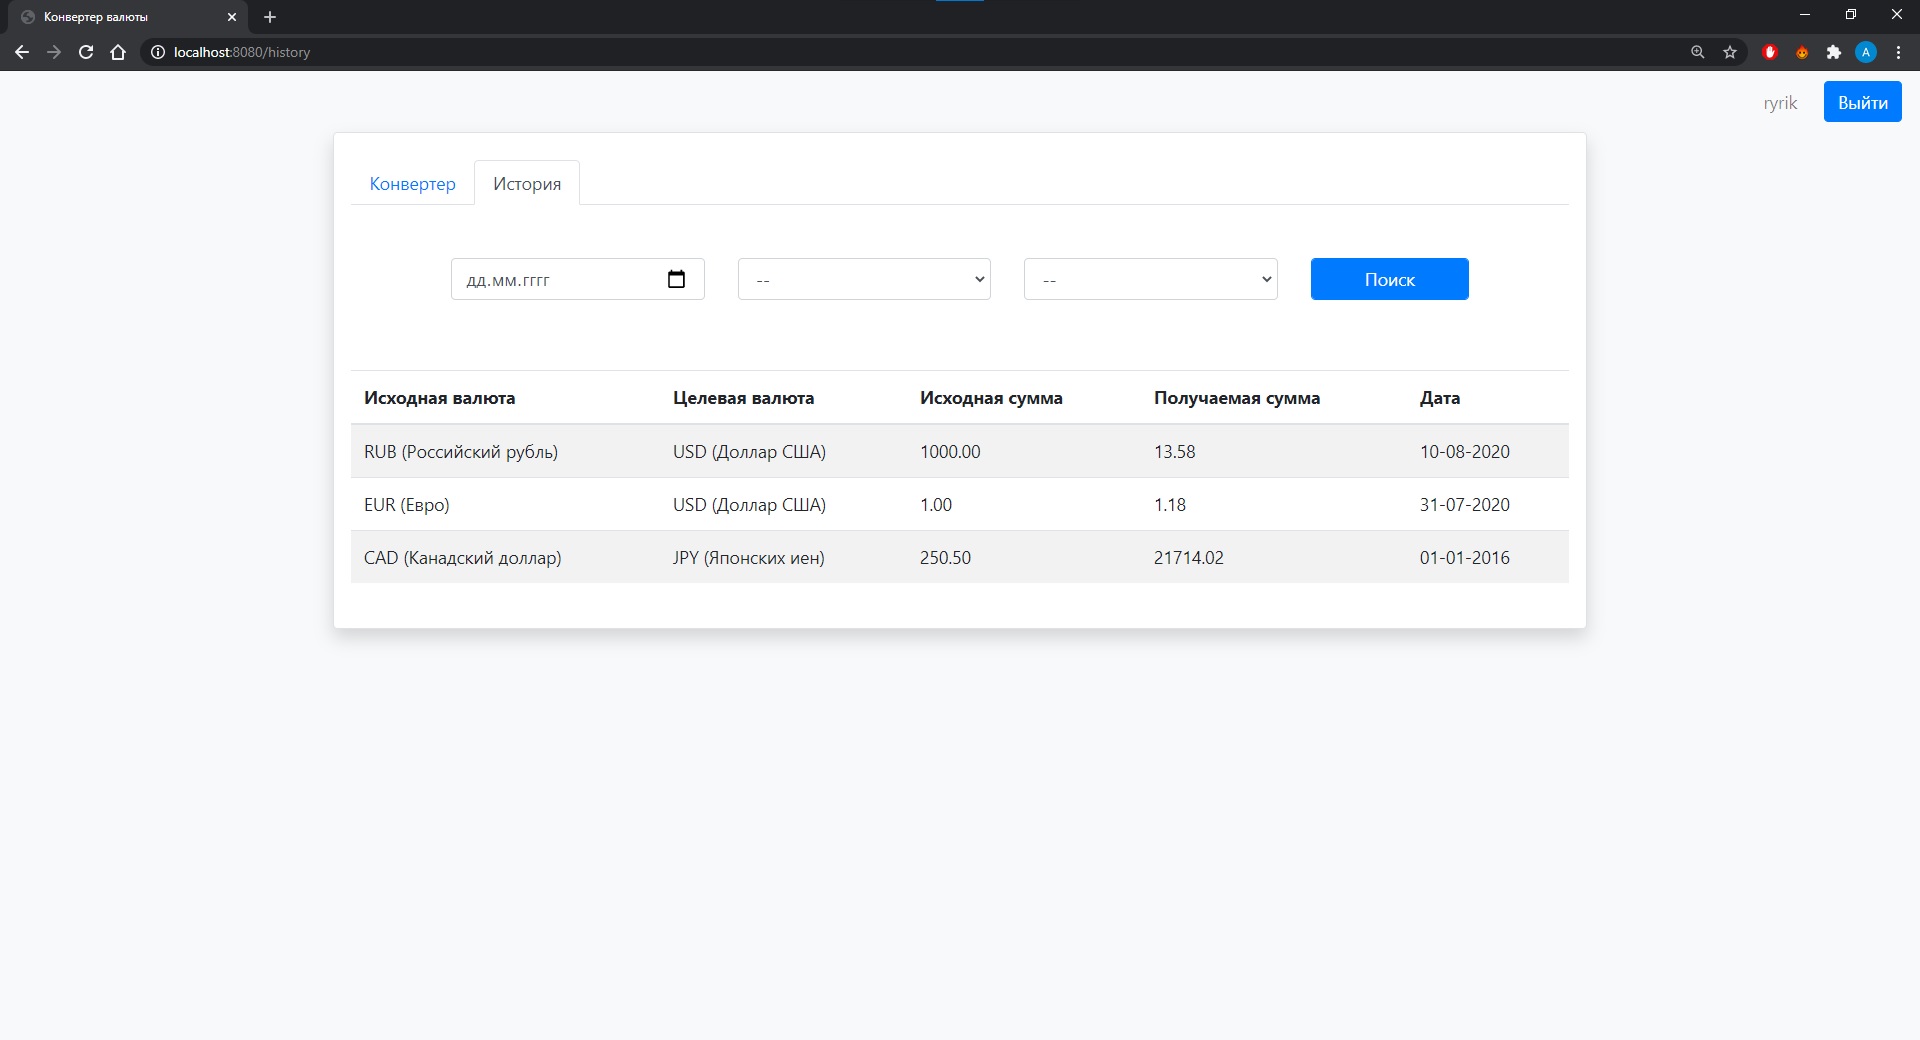 Конвертер валюты
localhost:8080/history
A
ryrik
Выйти
Конвертер
История
дд.мм.гггг
--
--
Поиск
Исходная валюта Целевая валюта Исходная сумма Получаемая сумма Дата
RUB (Российский рубль) USD (Доллар США) 1000.00 13.58 10-08-2020
EUR (Евро) USD (Доллар США) 1.00 1.18 31-07-2020
CAD (Канадский доллар) JPY (Японских иен) 250.50 21714.02 01-01-2016